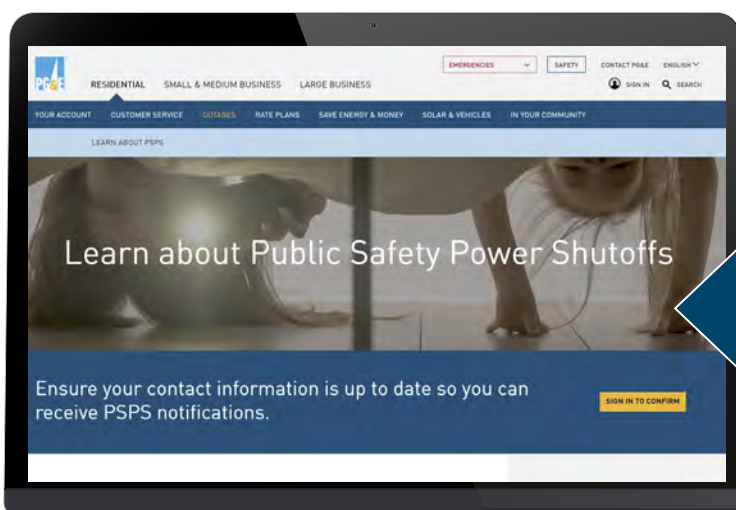 EMERGENCIES SAFETY CONTACT PG&E ENGLISH
PG&E RESIDENTIAL SMALL & MEDIUM BUSINESS LARGE BUSINESS SIGN IN SEARCH
YOUR ACCOUNT CUSTOMER SERVICE OUTAGES RATE PLANS SAVE ENERGY & MONEY SOLAR & VEHICLES IN YOUR COMMUNITY
LEARN ABOUT PSPS
Learn about Public Safety Power Shutoffs
Ensure your contact information is up to date so you can
receive PSPS notifications.
SIGN IN TO CONFIRM